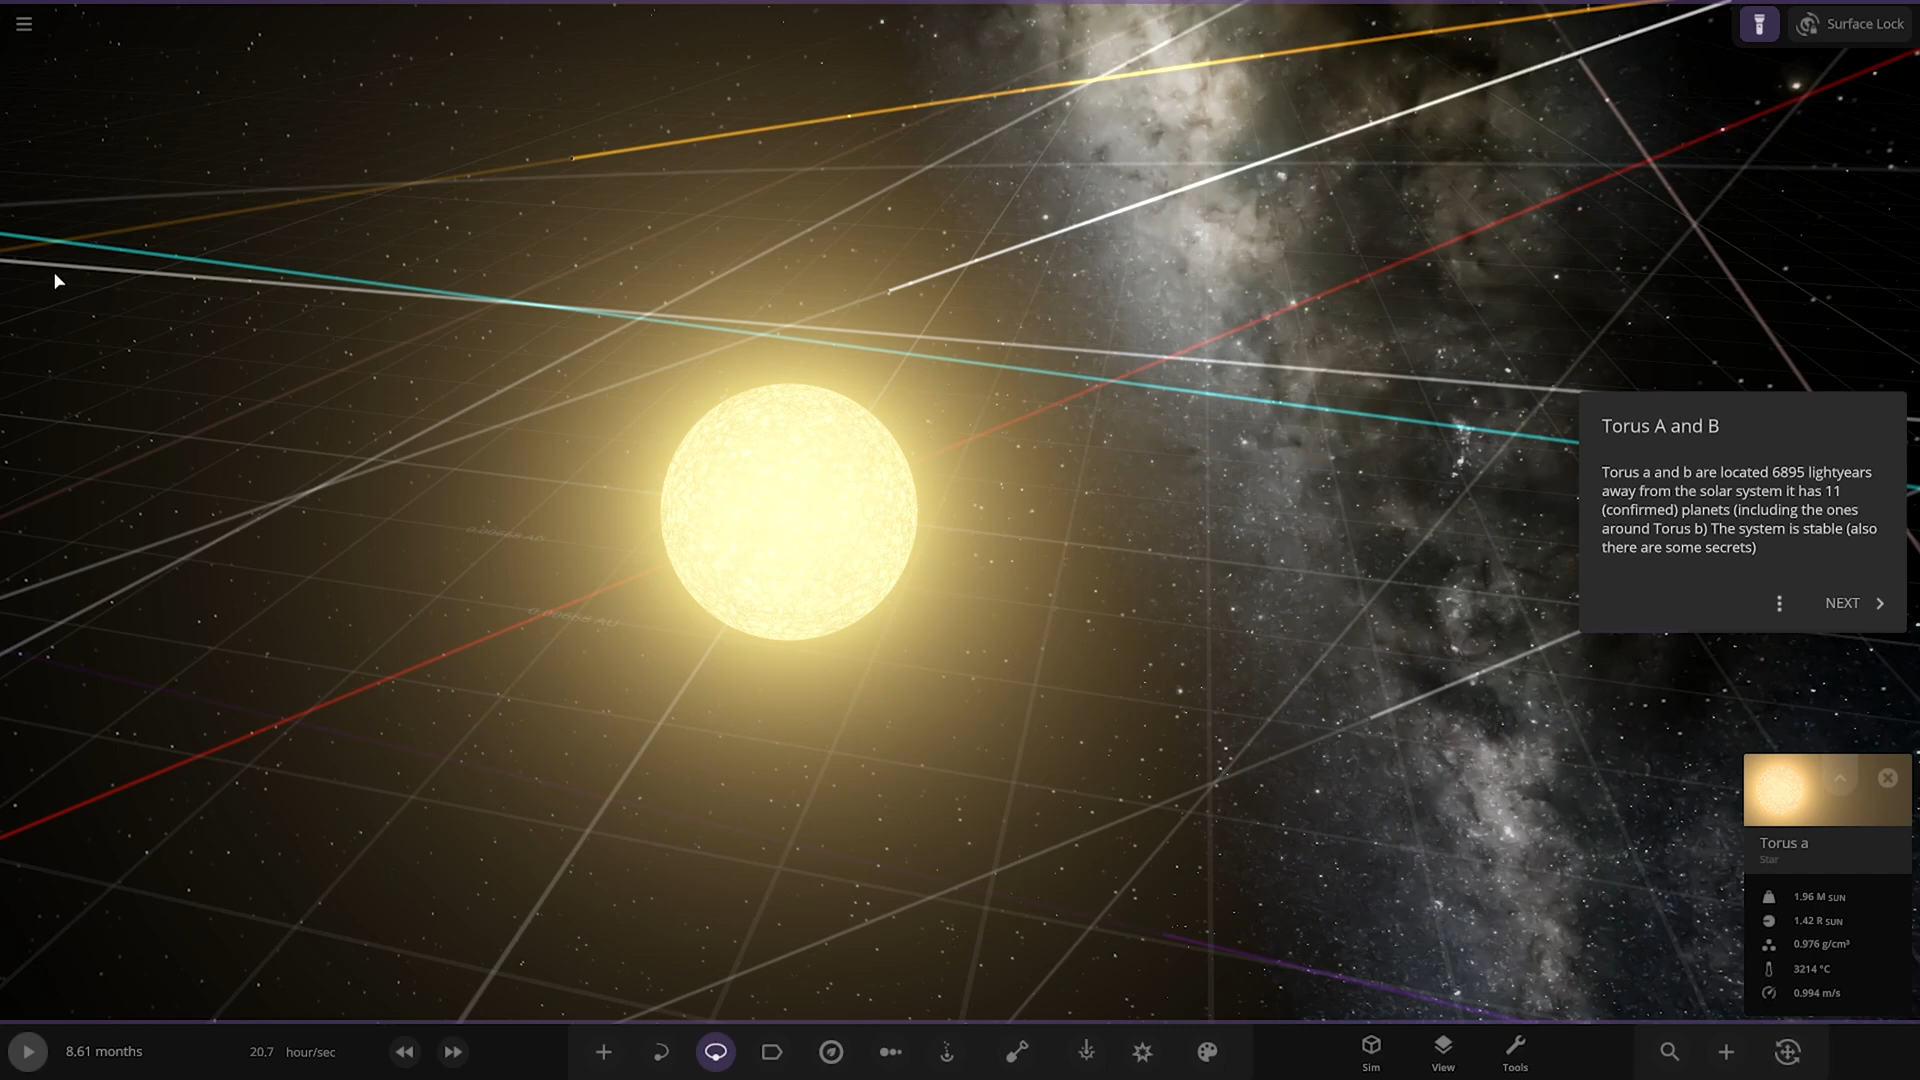 Surface Lock
Torus A and B
Torus a and b are located 6895 lightyears
away from the solar system it has 11
(confirmed) planets (including the ones
around Torus b) The system is stable (also
there are some secrets)
NEXT
0.00668 AU
Torus a
Star
1.96 M SUN
1.42 R SUN
0.976 g/cm³
3214 °C
0.994 m/s
8.61 months
20.7 hour/sec
Sim
View
Tools